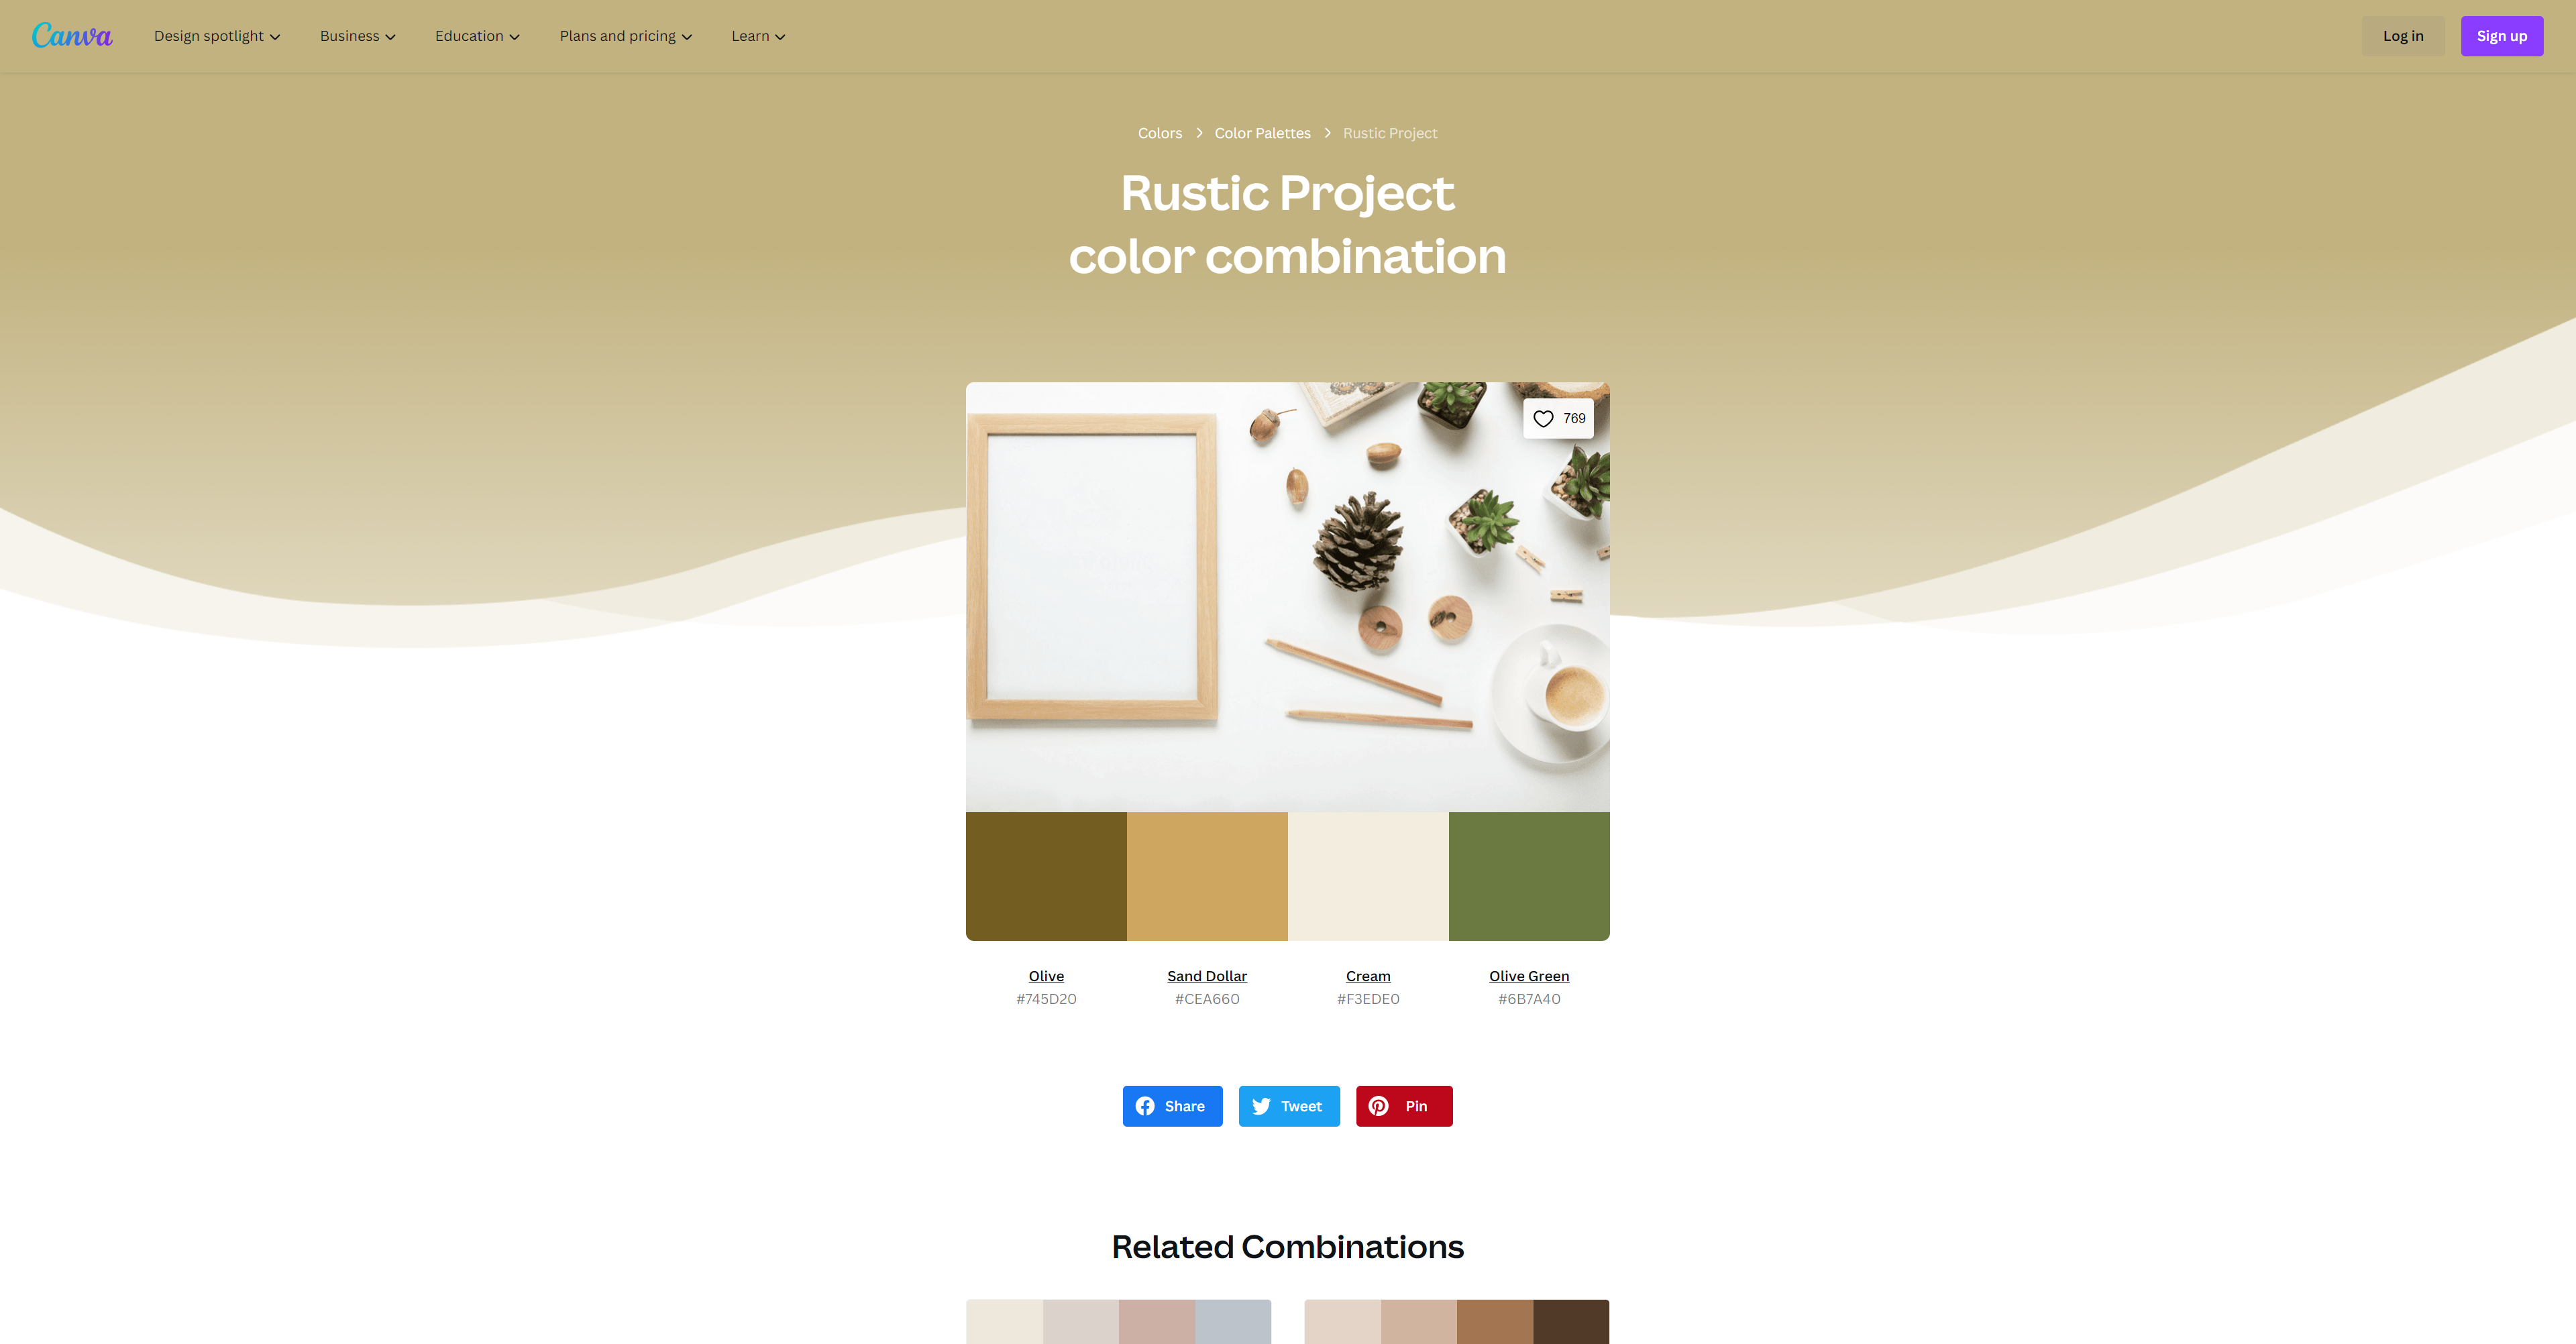 Canva
Design spotlight
Business
Education
Plans and pricing
Learn
Log in
Sign up
Colors > Color Palettes > Rustic Project
Rustic Project
color combination
769
Olive
#745D20
Sand Dollar
#CEA660
Cream
#F3EDE0
Olive Green
#6B7A40
Share
Tweet
Pin
Related Combinations